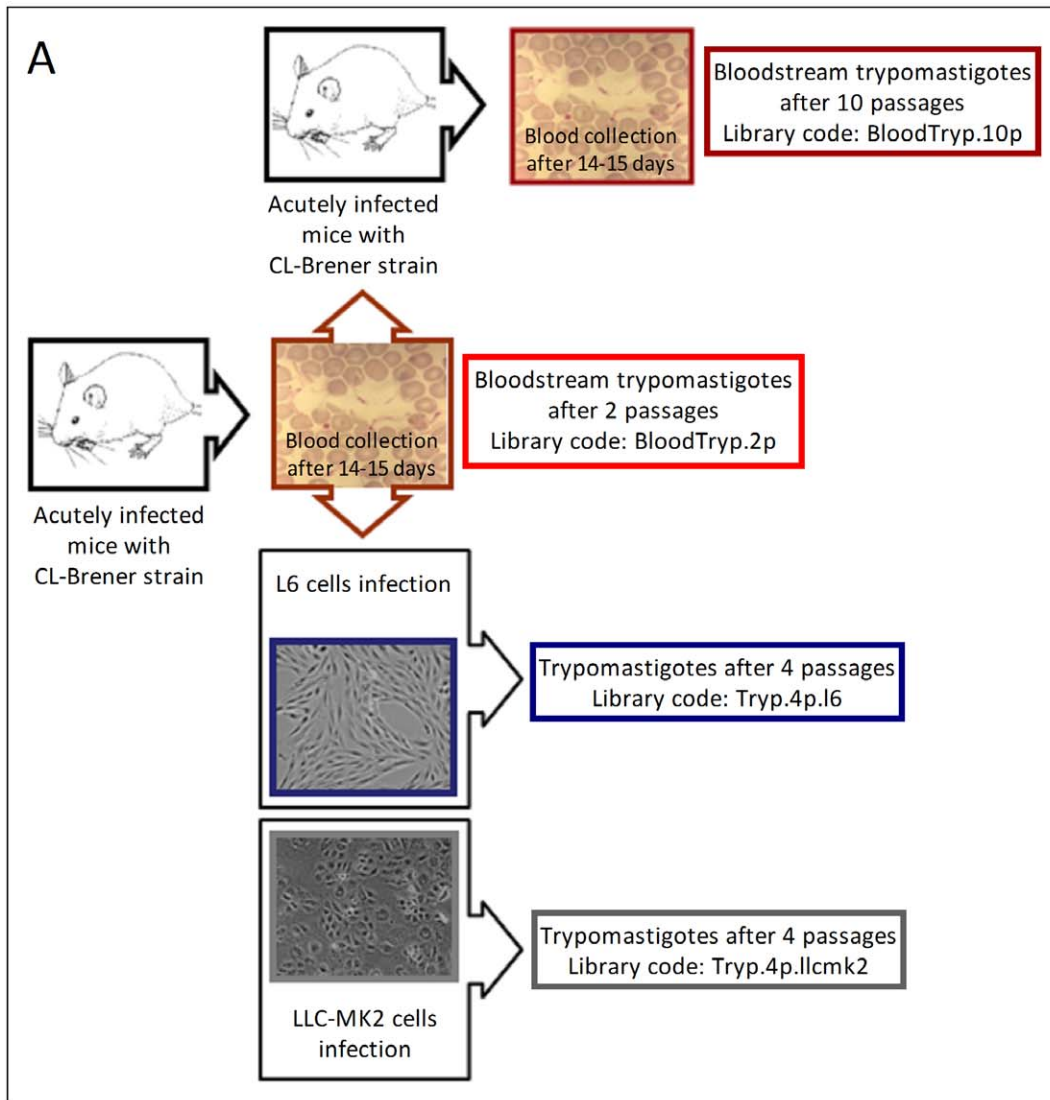 A
Blood collection
after 14-15 days
Bloodstream trypomastigotes
after 10 passages
Library code: BloodTryp.10p
Acutely infected
mice with
CL-Brener strain
Blood collection
after 14-15 days
Bloodstream trypomastigotes
after 2 passages
Library code: BloodTryp.2p
Acutely infected
mice with
CL-Brener strain
L6 cells infection
Trypomastigotes after 4 passages
Library code: Tryp.4p.l6
Trypomastigotes after 4 passages
Library code: Tryp.4p.llcmk2
LLC-MK2 cells
infection